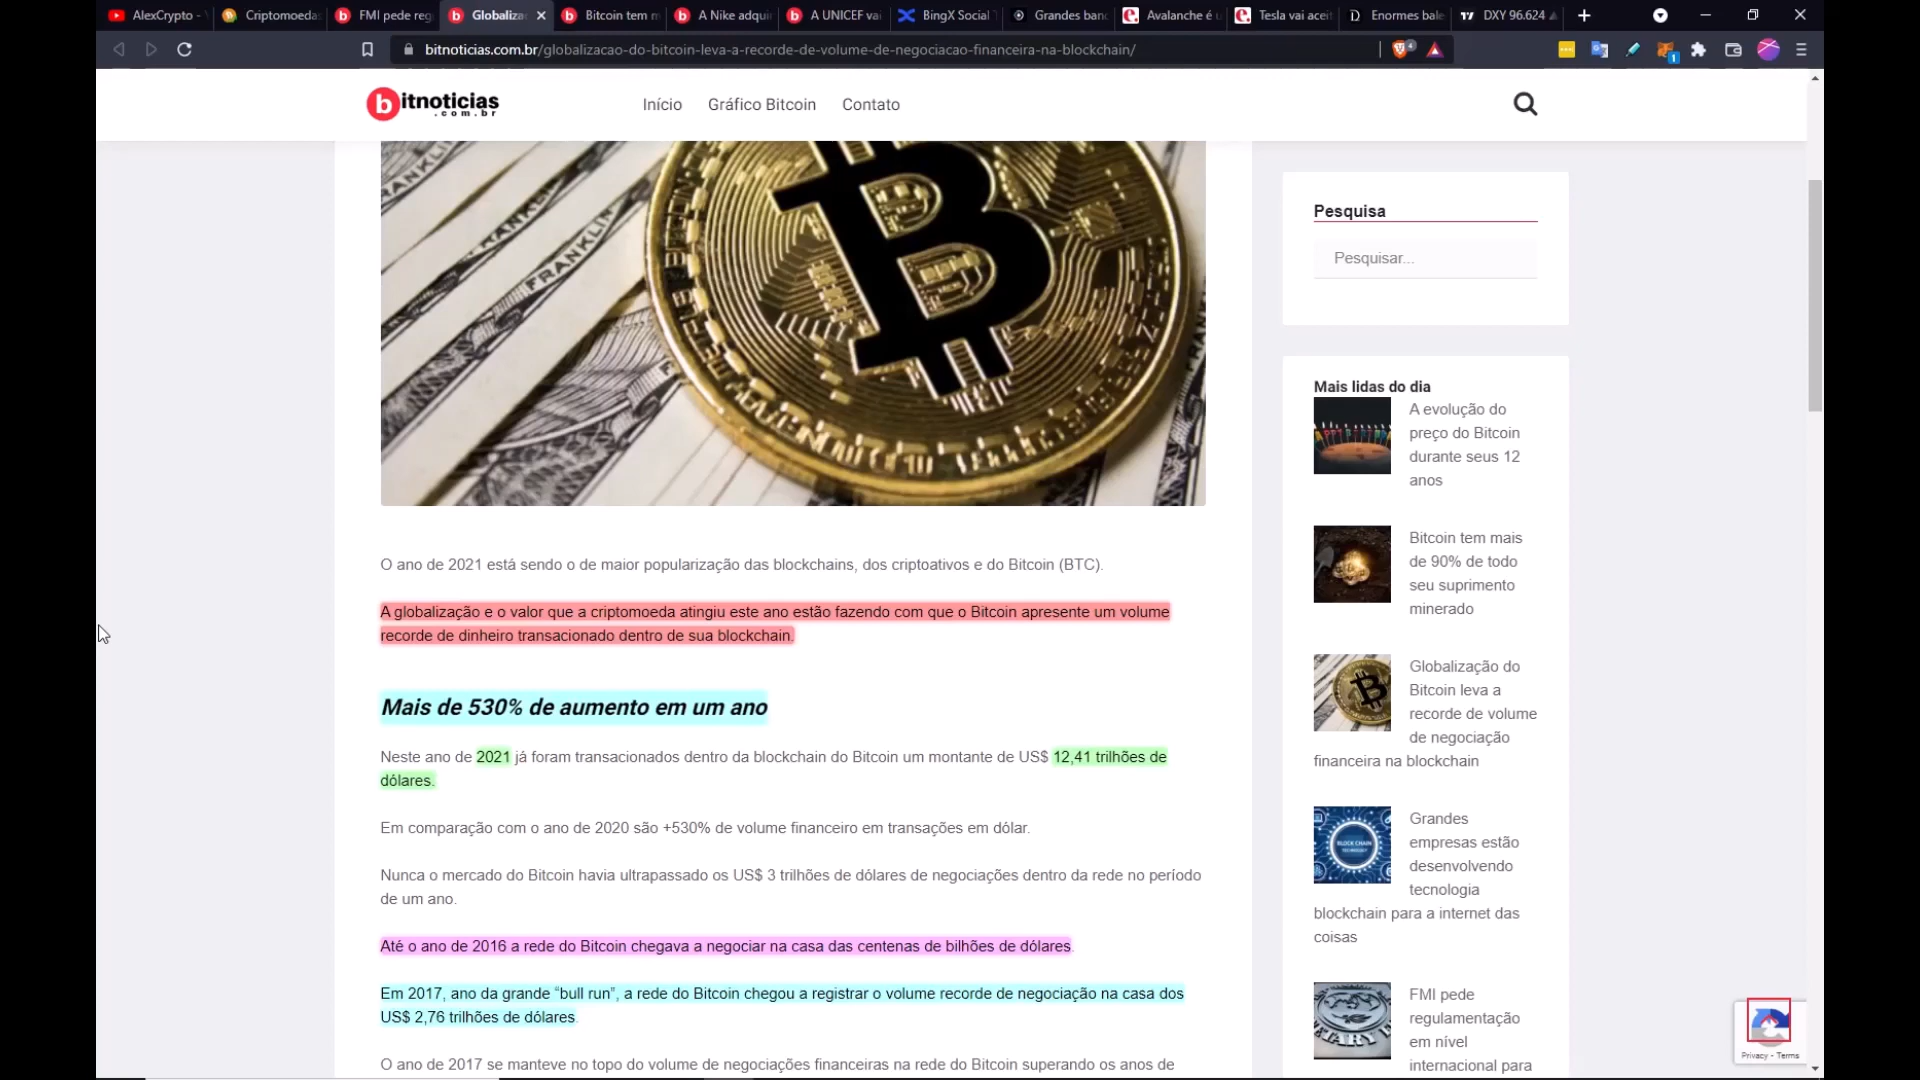 AlexCrypto -
Criptomoeda
FMI pede reg
Globaliza
Bitcoin tem m
A Nike adqui
A UNICEF vai
BingX Social
Grandes banc
Avalanche é u
Tesla vai aceit
Enormes bale
DXY 96.624
bitnoticias.com.br/globalizacao-do-bitcoin-leva-a-recorde-de-volume-de-negociacao-financeira-na-blockchain/
bitnoticias
.com.br
Início
Gráfico Bitcoin
Contato
FRANKLIN
O ano de 2021 está sendo o de maior popularização das blockchains, dos criptoativos e do Bitcoin (BTC).
A globalização e o valor que a criptomoeda atingiu este ano estão fazendo com que o Bitcoin apresente um volume
recorde de dinheiro transacionado dentro de sua blockchain.
Mais de 530% de aumento em um ano
Neste ano de 2021 já foram transacionados dentro da blockchain do Bitcoin um montante de US$ 12,41 trilhões de
dólares.
Em comparação com o ano de 2020 são +530% de volume financeiro em transações em dólar.
Nunca o mercado do Bitcoin havia ultrapassado os US$ 3 trilhões de dólares de negociações dentro da rede no período
de um ano.
Até o ano de 2016 a rede do Bitcoin chegava a negociar na casa das centenas de bilhões de dólares.
Em 2017, ano da grande “bull run”, a rede do Bitcoin chegou a registrar o volume recorde de negociação na casa dos
US$ 2,76 trilhões de dólares.
O ano de 2017 se manteve no topo do volume de negociações financeiras na rede do Bitcoin superando os anos de
Pesquisa
Pesquisar...
Mais lidas do dia
A evolução do
preço do Bitcoin
durante seus 12
anos
Bitcoin tem mais
de 90% de todo
seu suprimento
minerado
Globalização do
Bitcoin leva a
recorde de volume
de negociação
financeira na blockchain
BLOCK CHAIN
Grandes
empresas estão
desenvolvendo
tecnologia
blockchain para a internet das
coisas
FMI pede
regulamentação
em nível
internacional para
Privacy - Terms